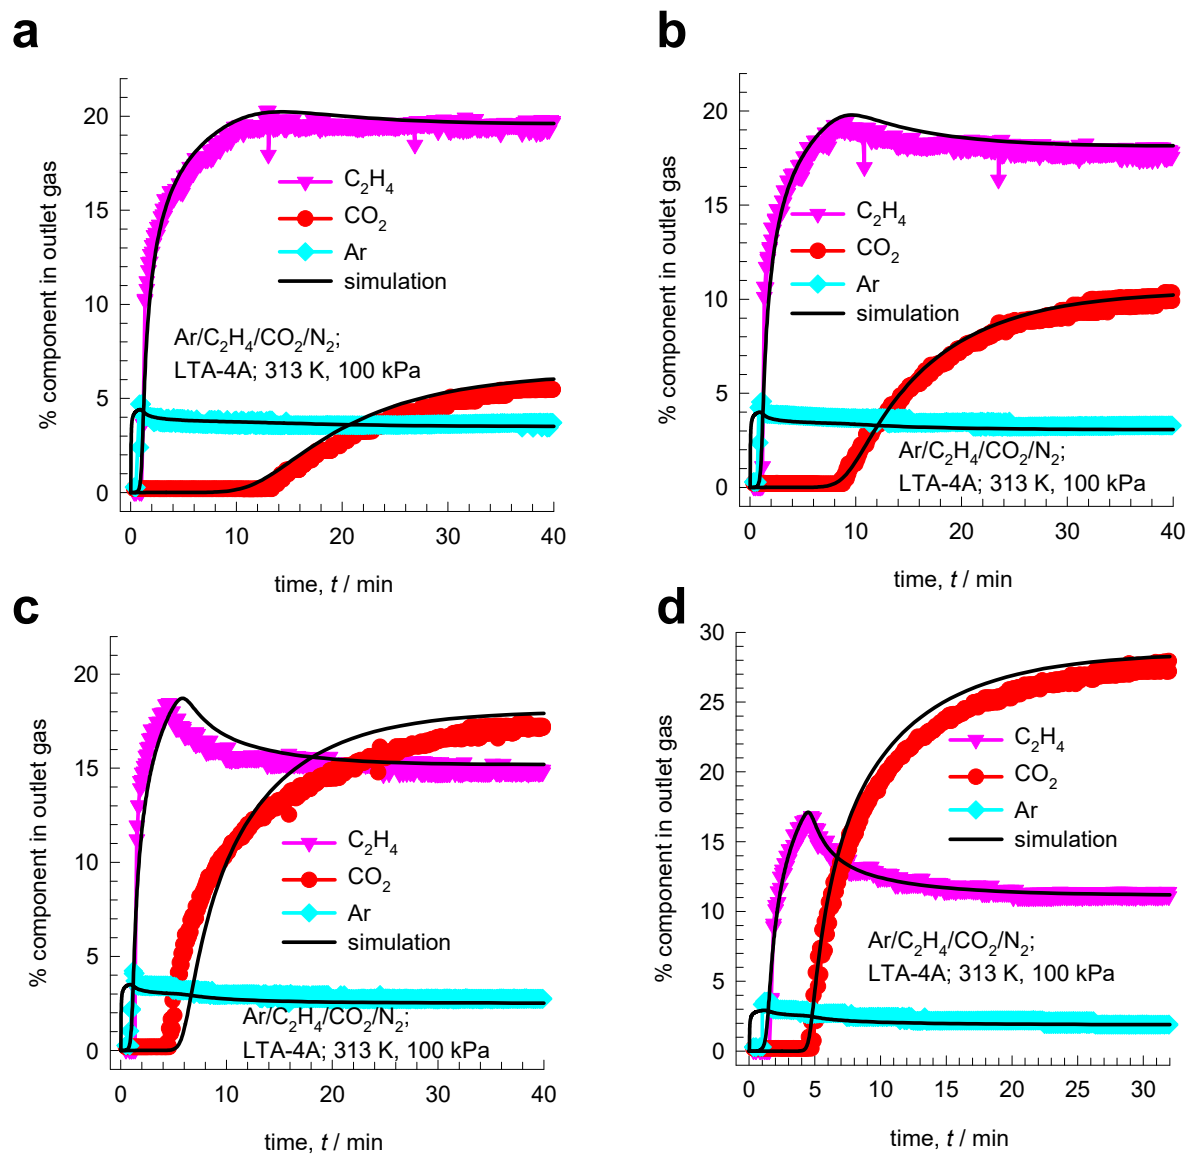 a
% component in outlet gas
20
15
10
5
0
C₂H₄
CO₂
Ar
simulation
Ar/C₂H₄/CO₂/N₂;
LTA-4A; 313 K, 100 kPa
0 10 20 30 40
time, t / min
b
% component in outlet gas
20
15
10
5
0
C₂H₄
CO₂
Ar
simulation
Ar/C₂H₄/CO₂/N₂;
LTA-4A; 313 K, 100 kPa
0 10 20 30 40
time, t / min
c
% component in outlet gas
20
15
10
5
0
C₂H₄
CO₂
Ar
simulation
Ar/C₂H₄/CO₂/N₂;
LTA-4A; 313 K, 100 kPa
0 10 20 30 40
time, t / min
d
% component in outlet gas
30
25
20
15
10
5
0
C₂H₄
CO₂
Ar
simulation
Ar/C₂H₄/CO₂/N₂;
LTA-4A; 313 K, 100 kPa
0 5 10 15 20 25 30
time, t / min